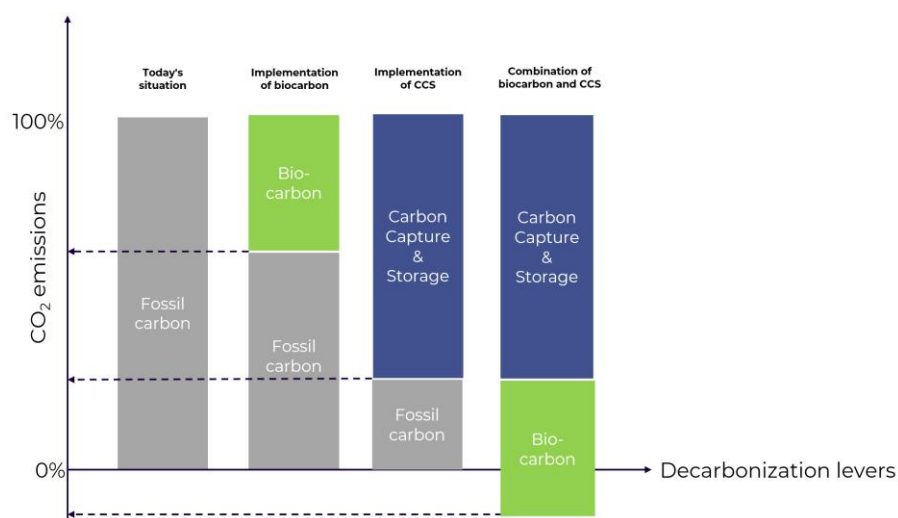 Today's
situation
Implementation
of biocarbon
Implementation
of CCS
Combination of
biocarbon and CCS
100%
0%
CO₂ emissions
Fossil
carbon
Bio-
carbon
Fossil
carbon
Carbon
Capture
&
Storage
Fossil
carbon
Carbon
Capture
&
Storage
Bio-
carbon
Decarbonization levers